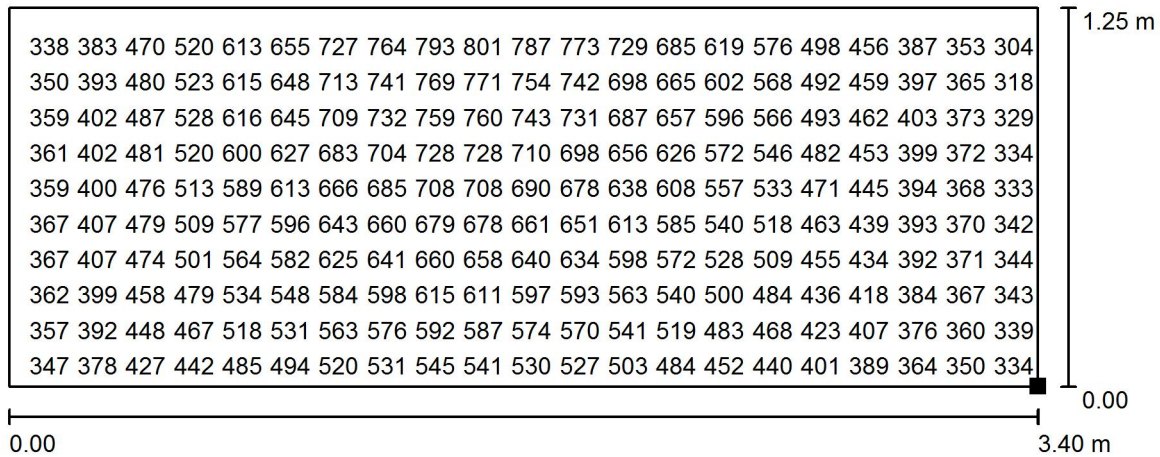 1.25 m
338 383 470 520 613 655 727 764 793 801 787 773 729 685 619 576 498 456 387 353 304
350 393 480 523 615 648 713 741 769 771 754 742 698 665 602 568 492 459 397 365 318
359 402 487 528 616 645 709 732 759 760 743 731 687 657 596 566 493 462 403 373 329
361 402 481 520 600 627 683 704 728 728 710 698 656 626 572 546 482 453 399 372 334
359 400 476 513 589 613 666 685 708 708 690 678 638 608 557 533 471 445 394 368 333
367 407 479 509 577 596 643 660 679 678 661 651 613 585 540 518 463 439 393 370 342
367 407 474 501 564 582 625 641 660 658 640 634 598 572 528 509 455 434 392 371 344
362 399 458 479 534 548 584 598 615 611 597 593 563 540 500 484 436 418 384 367 343
357 392 448 467 518 531 563 576 592 587 574 570 541 519 483 468 423 407 376 360 339
347 378 427 442 485 494 520 531 545 541 530 527 503 484 452 440 401 389 364 350 334
0.00
0.00 3.40 m